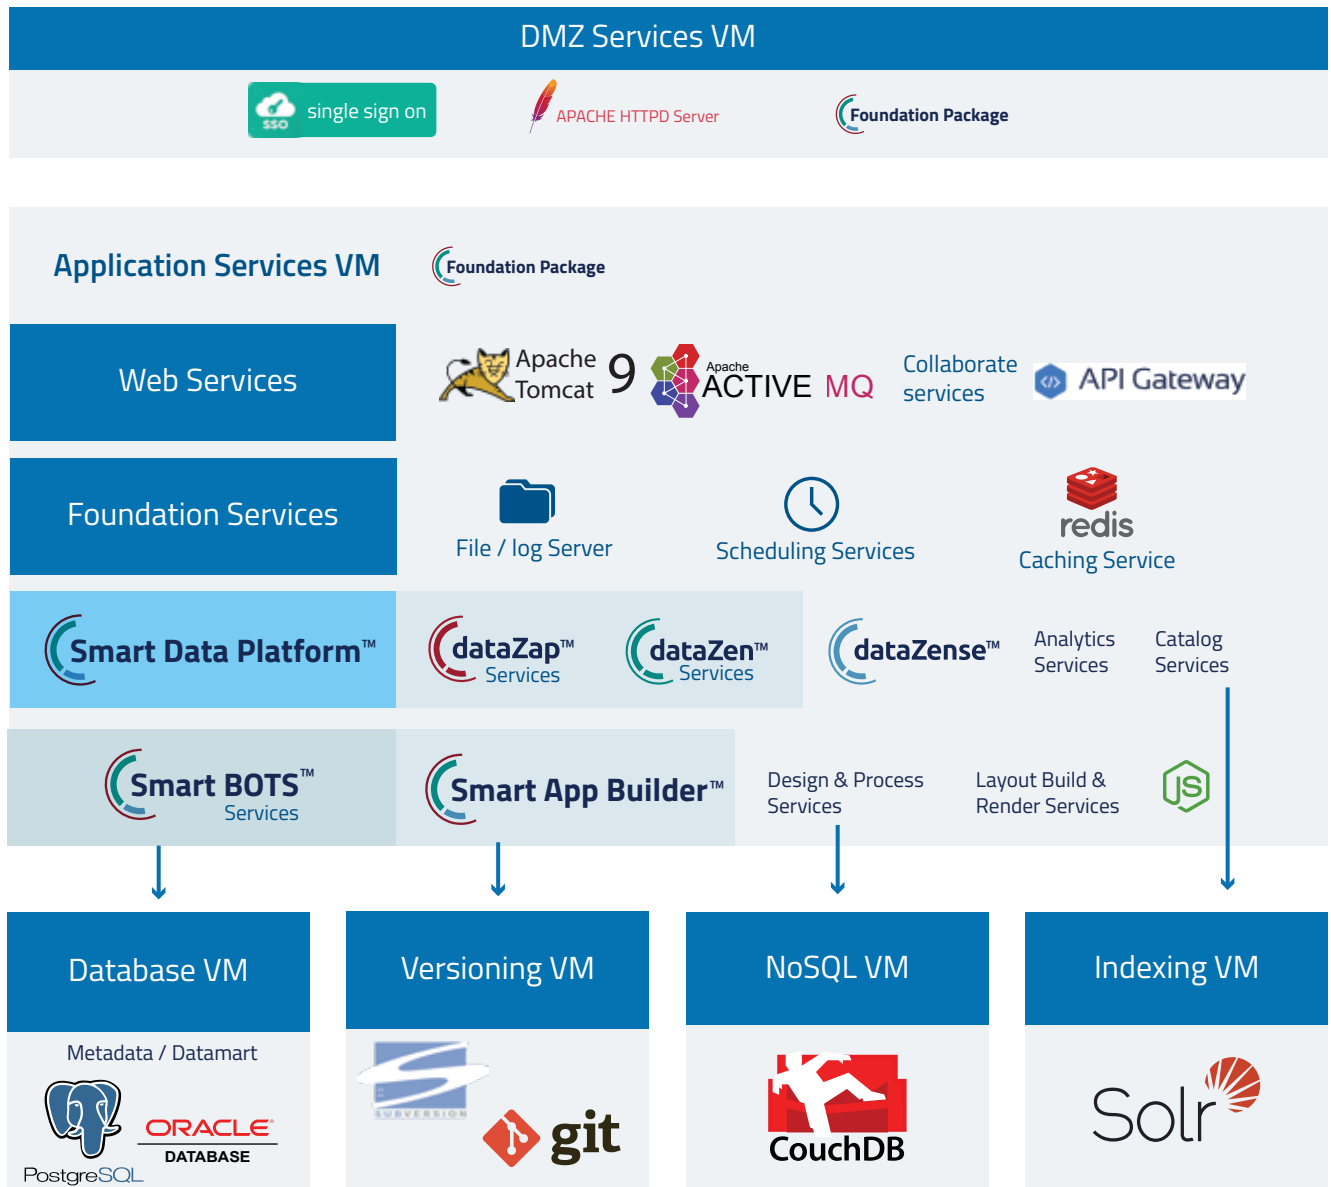 DMZ Services VM
SSO
single sign on
APACHE HTTPD Server
Foundation Package
Application Services VM
Foundation Package
Web Services
Apache
Tomcat
9
Apache
ACTIVE MQ
Collaborate
services
</> API Gateway
Foundation Services
File / log Server
Scheduling Services
redis
Caching Service
Smart Data Platform™
dataZap™
Services
dataZen™
Services
dataZense™
Analytics
Services
Catalog
Services
Smart BOTS™
Services
Smart App Builder™
Design & Process
Services
Layout Build &
Render Services
JS
Database VM
Metadata / Datamart
PostgreSQL
ORACLE®
DATABASE
Versioning VM
SUBVERSION
git
NoSQL VM
CouchDB
Indexing VM
Solr